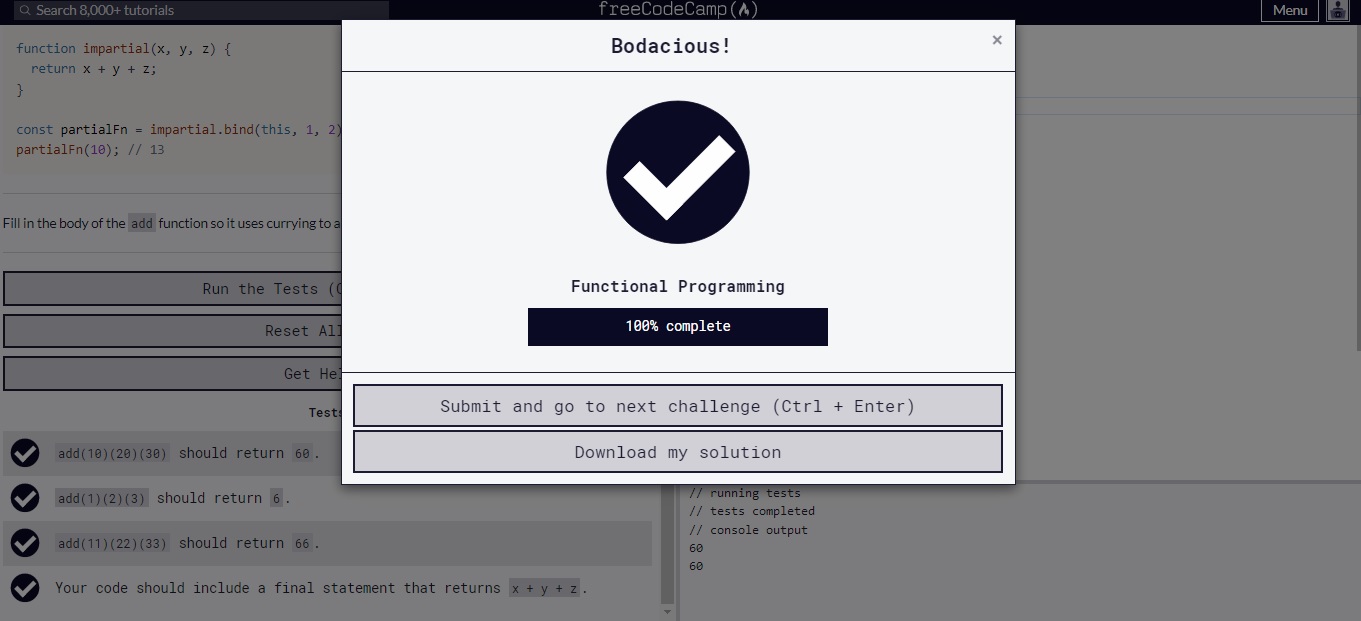 Search 8,000+ tutorials
freeCodeCamp
Menu
function impartial(x, y, z) {
return x + y + z;
}
const partialFn = impartial.bind(this, 1, 2)
partialFn(10); // 13
Fill in the body of the add function so it uses currying to a
Run the Tests (
Reset All
Get Hel
Tests
add(10)(20)(30) should return 60.
add(1)(2)(3) should return 6.
add(11)(22)(33) should return 66.
Your code should include a final statement that returns x + y + z.
Bodacious!
×
Functional Programming
100% complete
Submit and go to next challenge (Ctrl + Enter)
Download my solution
// running tests
// tests completed
// console output
60
60